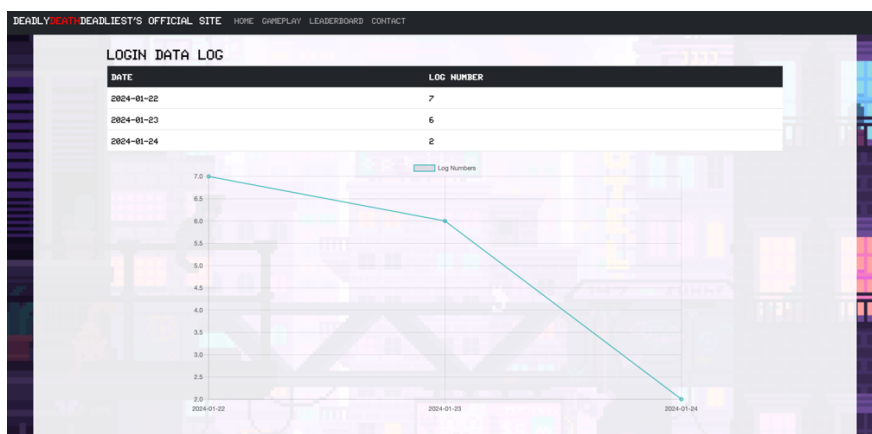 DEADLYDEATHDEADLIEST'S OFFICIAL SITE HOME GAMEPLAY LEADERBOARD CONTACT
LOGIN DATA LOG
DATE LOG NUMBER
2024-01-22 7
2024-01-23 6
2024-01-24 2
Log Numbers
7.0
6.5
6.0
5.5
5.0
4.5
4.0
3.5
3.0
2.5
2.0
2024-01-22 2024-01-23 2024-01-24